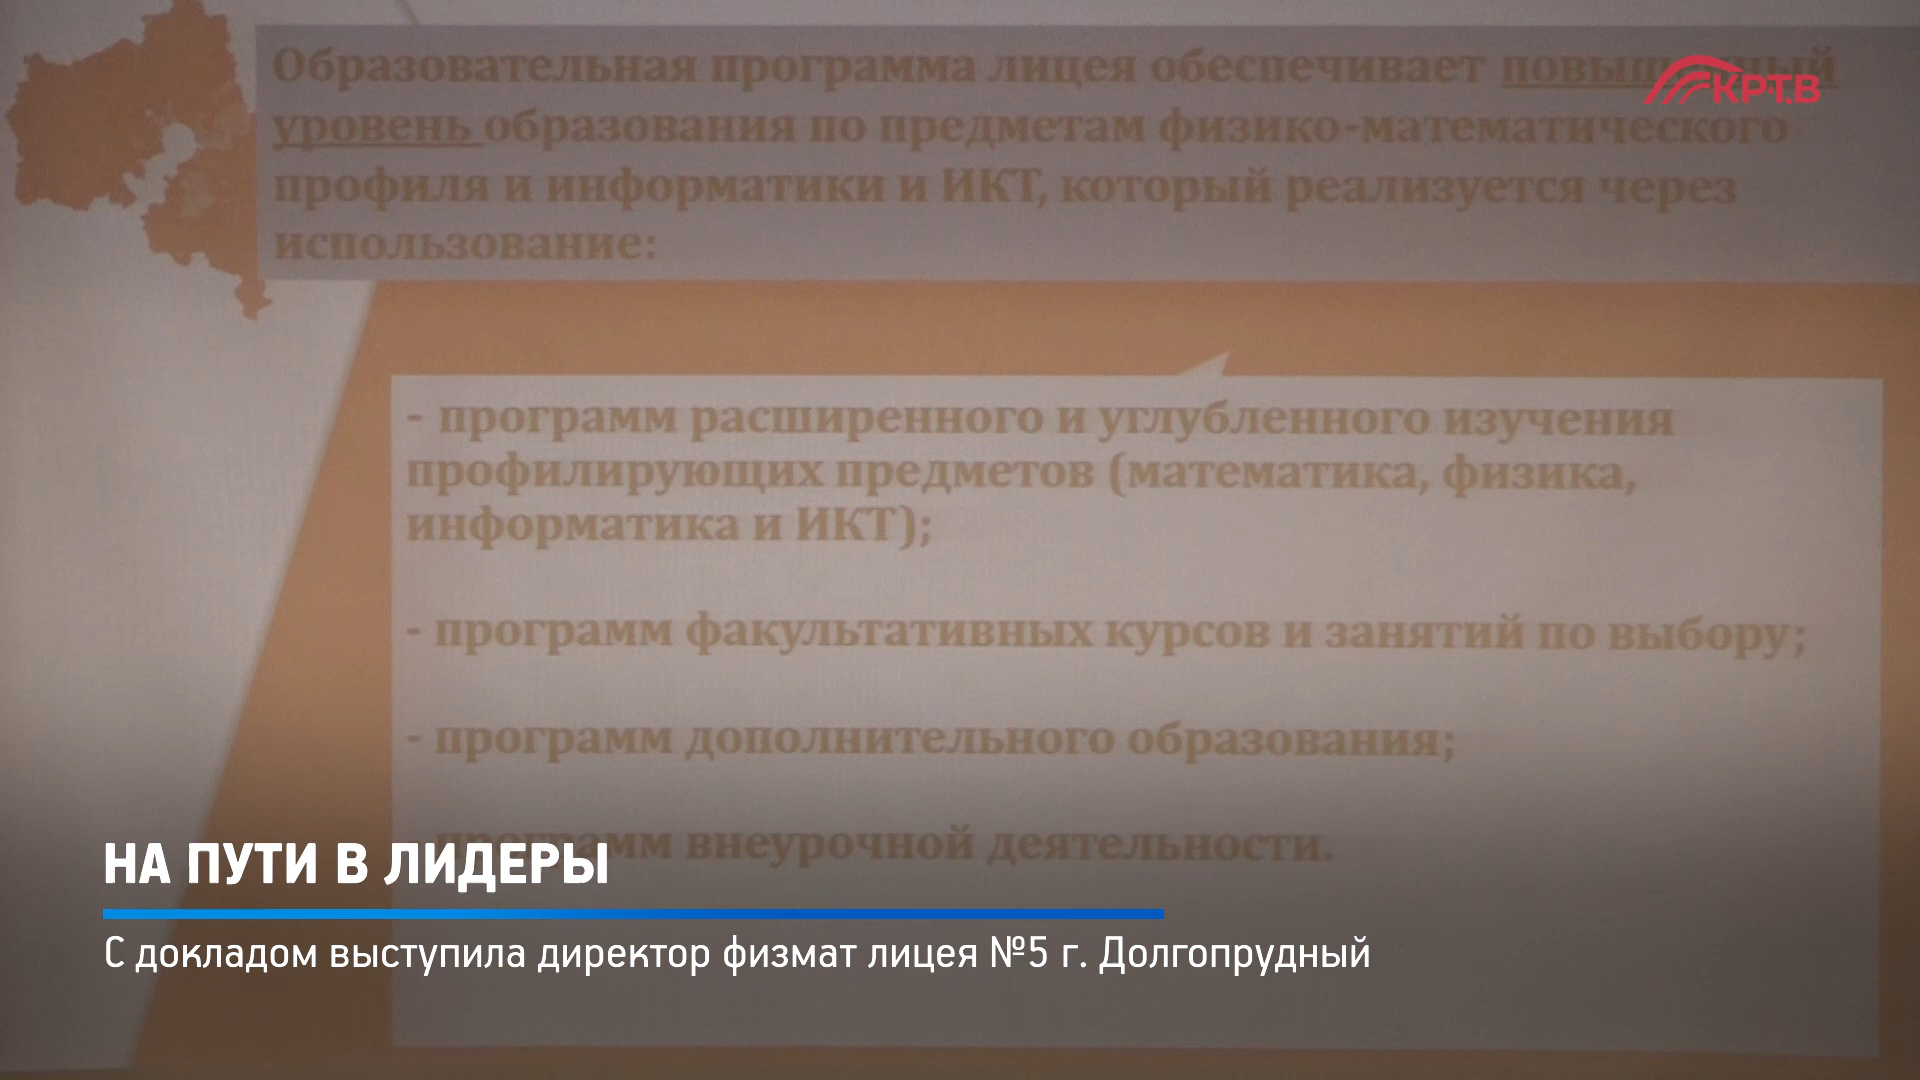 Образовательная программа лицея обеспечивает
уровень образования по предметам физико-математического
профиля и информатики и ИКТ, который реализуется через
использование:
КРТВ
- программ расширенного и углубленного изучения
профилирующих предметов (математика, физика,
информатика и ИКТ);
- программ факультативных курсов и занятий по выбору;
- программ дополнительного образования;
программ внеурочной деятельности.
НА ПУТИ В ЛИДЕРЫ
С докладом выступила директор физмат лицея №5 г. Долгопрудный